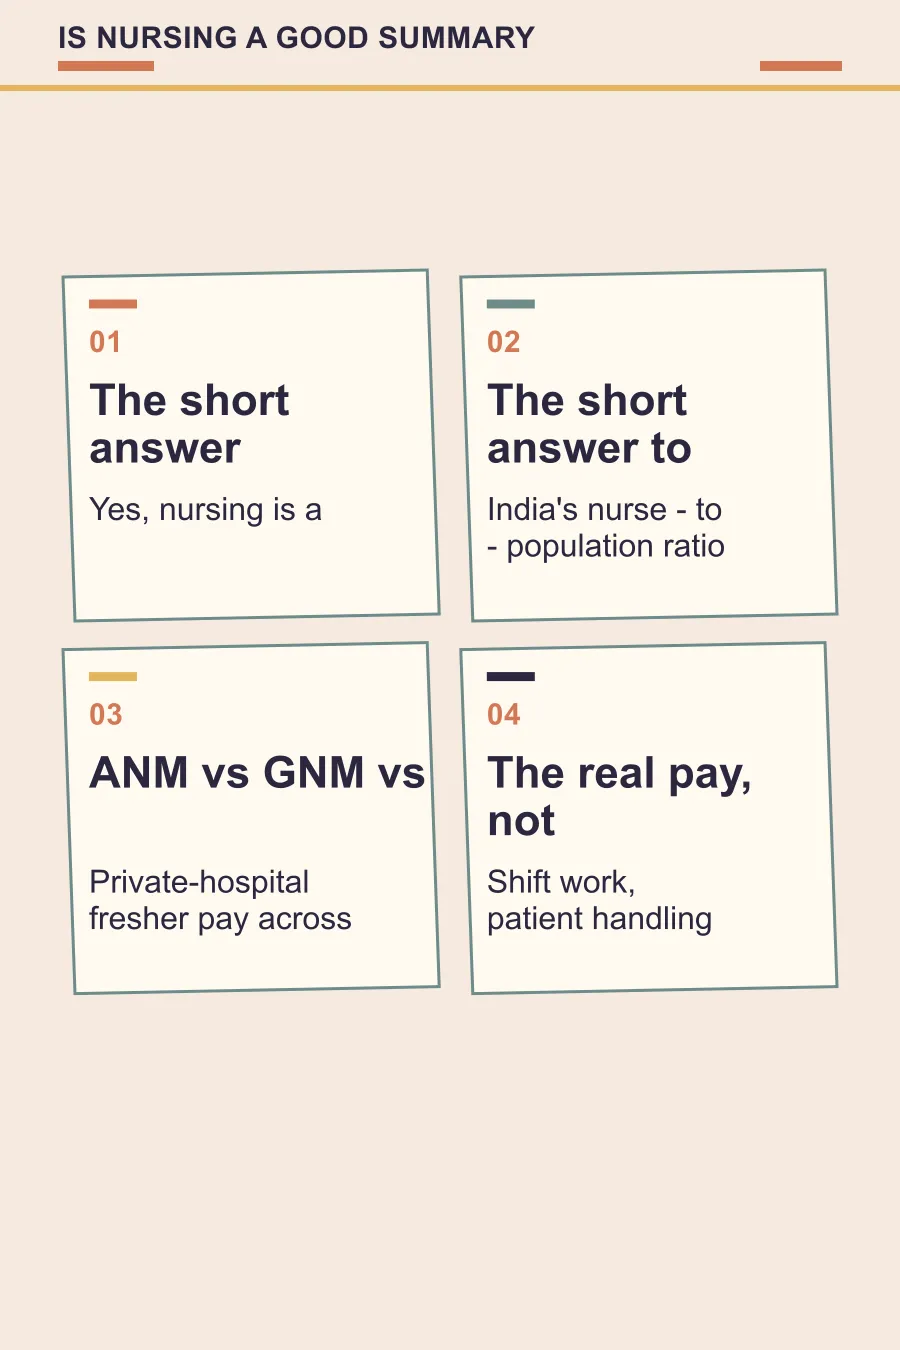 IS NURSING A GOOD SUMMARY
01
The short
answer
Yes, nursing is a
02
The short
answer to
India's nurse - to
- population ratio
03
ANM vs GNM vs
Private-hospital
fresher pay across
04
The real pay,
not
Shift work,
patient handling